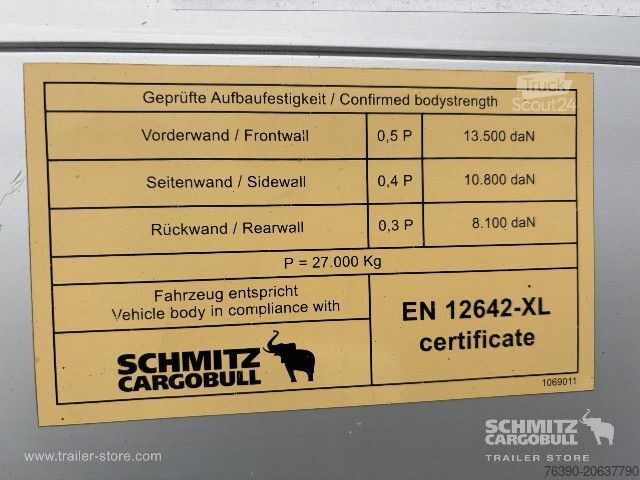 Truck
Scout24
Geprüfte Aufbaufestigkeit / Confirmed bodystrength
Vorderwand / Frontwall 0,5 P 13.500 daN
Seitenwand / Sidewall 0,4 P 10.800 daN
Rückwand / Rearwall 0,3 P 8.100 daN
P = 27.000 Kg
Fahrzeug entspricht
Vehicle body in compliance with
EN 12642-XL
certificate
SCHMITZ
CARGOBULL
1069011
www.trailer-store.com
SCHMITZ
CARGOBULL
TRAILER STORE
76390-20637790